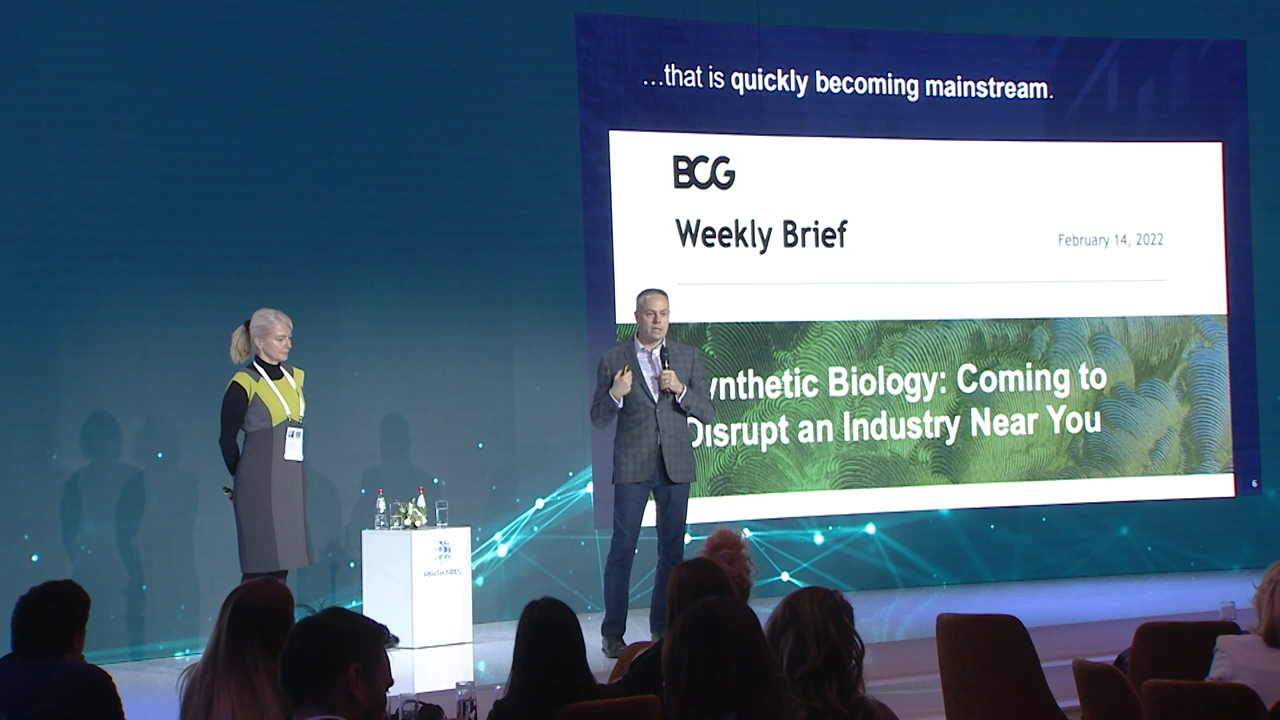 ...that is quickly becoming mainstream.
BCG
Weekly Brief
February 14, 2022
ynthetic Biology: Coming to
Disrupt an Industry Near You
6